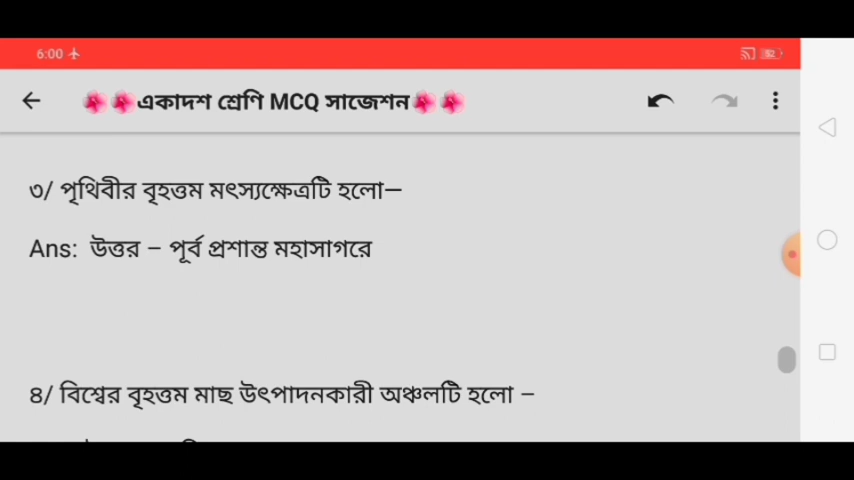 6:00
92
একাদশ শ্রেণি MCQ সাজেশন
৩/ পৃথিবীর বৃহত্তম মৎস্যক্ষেত্রটি হলো—
Ans: উত্তর – পূর্ব প্রশান্ত মহাসাগরে
৪/ বিশ্বের বৃহত্তম মাছ উৎপাদনকারী অঞ্চলটি হলো –